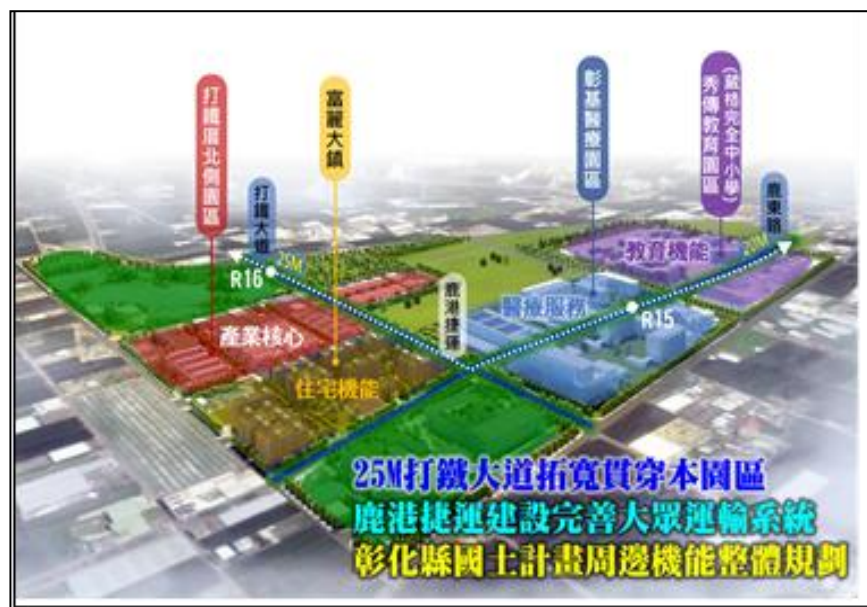 打鐵厝北側園區
富麗大鎮
彰基醫療園區
秀傳教育園區
(葳格完全中小學)
打鐵大道
鹿東路
25M
R16
教育機能
鹿港捷運
醫療服務
R15
產業核心
住宅機能
25M打鐵大道拓寬貫穿本園區
鹿港捷運建設完善大眾運輸系統
彰化縣國土計畫周邊機能整體規劃